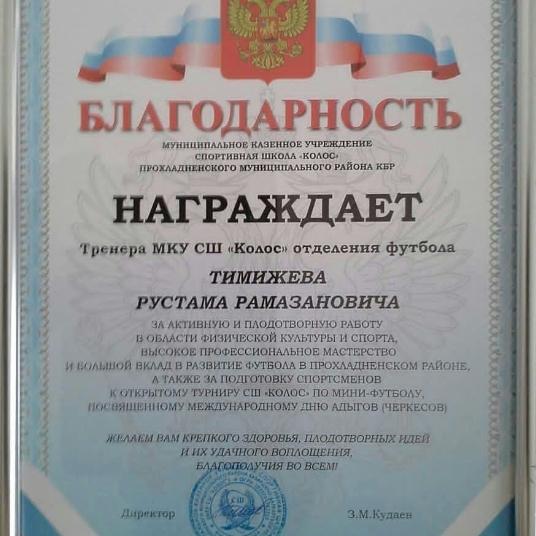 БЛАГОДАРНОСТЬ
МУНИЦИПАЛЬНОЕ КАЗЕННОЕ УЧРЕЖДЕНИЕ
СПОРТИВНАЯ ШКОЛА «КОЛОС»
ПРОХЛАДНЕНСКОГО МУНИЦИПАЛЬНОГО РАЙОНА КБР
НАГРАЖДАЕТ
Тренера МКУ СШ «Колос» отделения футбола
ТИМИЖЕВА
РУСТАМА РАМАЗАНОВИЧА
ЗА АКТИВНУЮ И ПЛОДОТВОРНУЮ РАБОТУ
В ОБЛАСТИ ФИЗИЧЕСКОЙ КУЛЬТУРЫ И СПОРТА,
ВЫСОКОЕ ПРОФЕССИОНАЛЬНОЕ МАСТЕРСТВО
И БОЛЬШОЙ ВКЛАД В РАЗВИТИЕ ФУТБОЛА В ПРОХЛАДНЕНСКОМ РАЙОНЕ,
А ТАКЖЕ ЗА ПОДГОТОВКУ СПОРТСМЕНОВ
К ОТКРЫТОМУ ТУРНИРУ СШ «КОЛОС» ПО МИНИ-ФУТБОЛУ,
ПОСВЯЩЕННОМУ МЕЖДУНАРОДНОМУ ДНЮ АДЫГОВ (ЧЕРКЕСОВ)
ЖЕЛАЕМ ВАМ КРЕПКОГО ЗДОРОВЬЯ, ПЛОДОТВОРНЫХ ИДЕЙ
И ИХ УДАЧНОГО ВОПЛОЩЕНИЯ,
БЛАГОПОЛУЧИЯ ВО ВСЕМ!
Директор З.М.Кудаев